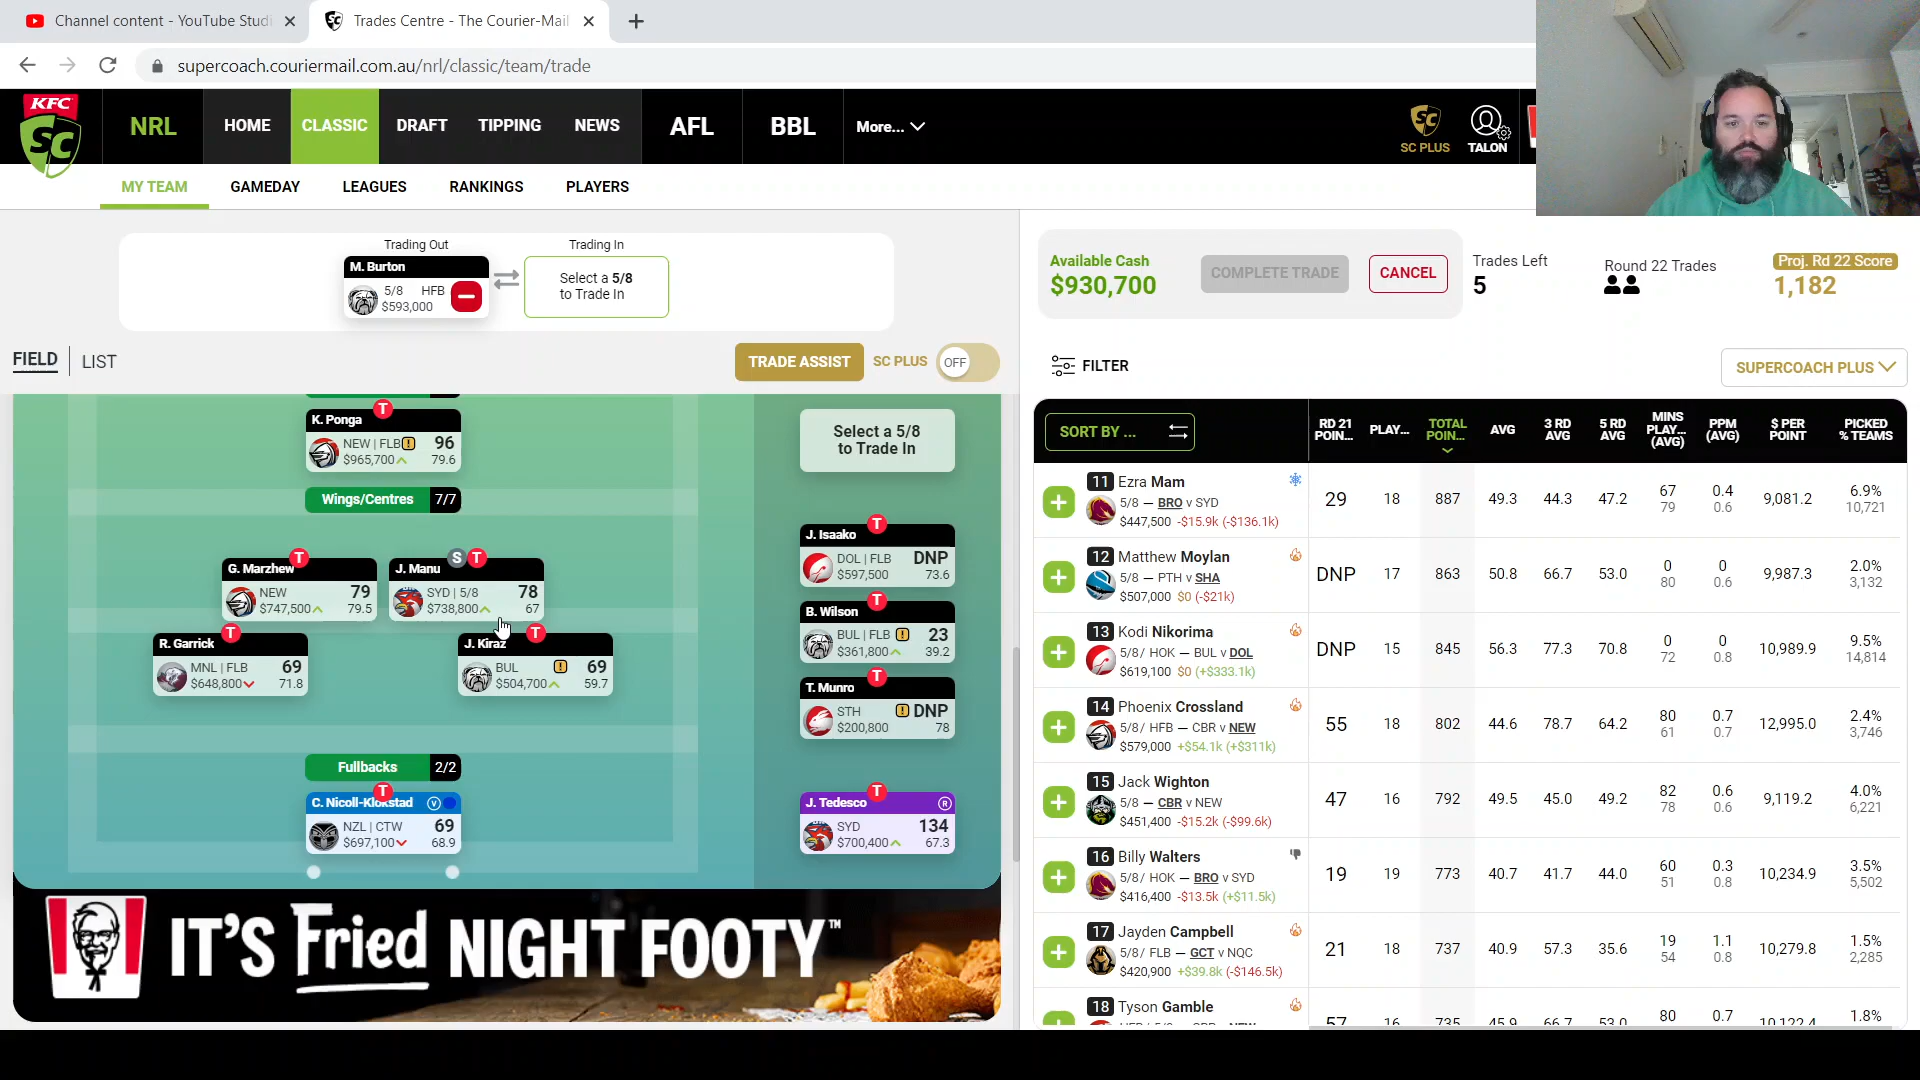 Channel content - YouTube Studi
Trades Centre - The Courier-Mail
supercoach.couriermail.com.au/nrl/classic/team/trade
KFC
SC
NRL
HOME
CLASSIC
DRAFT
TIPPING
NEWS
AFL
BBL
More...
SC
SC PLUS
TALON
MY TEAM
GAMEDAY
LEAGUES
RANKINGS
PLAYERS
Trading Out
Trading In
M. Burton
5/8 HFB
$593,000
Select a 5/8
to Trade In
Available Cash
$930,700
COMPLETE TRADE
CANCEL
Trades Left
5
Round 22 Trades
Proj. Rd 22 Score
1,182
FIELD
LIST
TRADE ASSIST
SC PLUS
OFF
FILTER
SUPERCOACH PLUS
T
K. Ponga
NEW | FLB 96
$965,700 79.6
Wings/Centres 7/7
T
G. Marzhew
NEW 79
$747,500 79.5
S T
J. Manu
SYD | 5/8 78
$738,800 67
T
R. Garrick
MNL | FLB 69
$648,800 71.8
T
J. Kiraz
BUL 69
$504,700 59.7
Fullbacks 2/2
T
C. Nicoll-Klokstad V
NZL | CTW 69
$697,100 68.9
Select a 5/8
to Trade In
T
J. Isaako
DOL | FLB DNP
$597,500 73.6
T
B. Wilson
BUL | FLB 23
$361,800 39.2
T
T. Munro
STH DNP
$200,800 78
T
J. Tedesco R
SYD 134
$700,400 67.3
IT'S Fried NIGHT FOOTY™
SORT BY ...
RD 21 POIN... PLAY... TOTAL POIN... AVG 3 RD AVG 5 RD AVG MINS PLAY... (AVG) PPM (AVG) $ PER POINT PICKED % TEAMS
11 Ezra Mam
5/8 — BRO v SYD
$447,500 -$15.9k (-$136.1k)
29 18 887 49.3 44.3 47.2 67 0.4 9,081.2 6.9%
79 0.6 10,721
12 Matthew Moylan
5/8 — PTH v SHA
$507,000 $0 (-$21k)
DNP 17 863 50.8 66.7 53.0 0 0 9,987.3 2.0%
80 0.6 3,132
13 Kodi Nikorima
5/8/ HOK — BUL v DOL
$619,100 $0 (+$333.1k)
DNP 15 845 56.3 77.3 70.8 0 0 10,989.9 9.5%
72 0.8 14,814
14 Phoenix Crossland
5/8/ HFB — CBR v NEW
$579,000 +$54.1k (+$311k)
55 18 802 44.6 78.7 64.2 80 0.7 12,995.0 2.4%
61 0.7 3,746
15 Jack Wighton
5/8 — CBR v NEW
$451,400 -$15.2k (-$99.6k)
47 16 792 49.5 45.0 49.2 82 0.6 9,119.2 4.0%
78 0.6 6,221
16 Billy Walters
5/8/ HOK — BRO v SYD
$416,400 -$13.5k (+$11.5k)
19 19 773 40.7 41.7 44.0 60 0.3 10,234.9 3.5%
51 0.8 5,502
17 Jayden Campbell
5/8/ FLB — GCT v NQC
$420,900 +$39.8k (-$146.5k)
21 18 737 40.9 57.3 35.6 19 1.1 10,279.8 1.5%
54 0.8 2,285
18 Tyson Gamble
57 16 735 45.9 66.7 53.0 80 0.7 10,122.4 1.8%